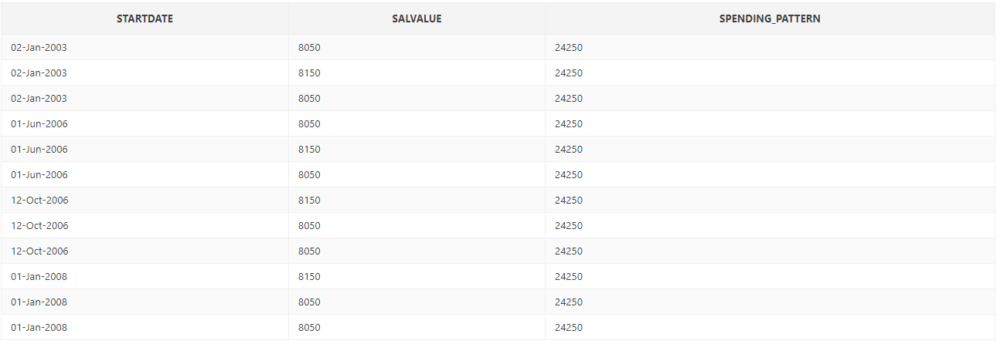 STARTDATE SALVALUE SPENDING_PATTERN
02-Jan-2003 8050 24250
02-Jan-2003 8150 24250
02-Jan-2003 8050 24250
01-Jun-2006 8050 24250
01-Jun-2006 8150 24250
01-Jun-2006 8050 24250
12-Oct-2006 8150 24250
12-Oct-2006 8050 24250
12-Oct-2006 8050 24250
01-Jan-2008 8150 24250
01-Jan-2008 8050 24250
01-Jan-2008 8050 24250